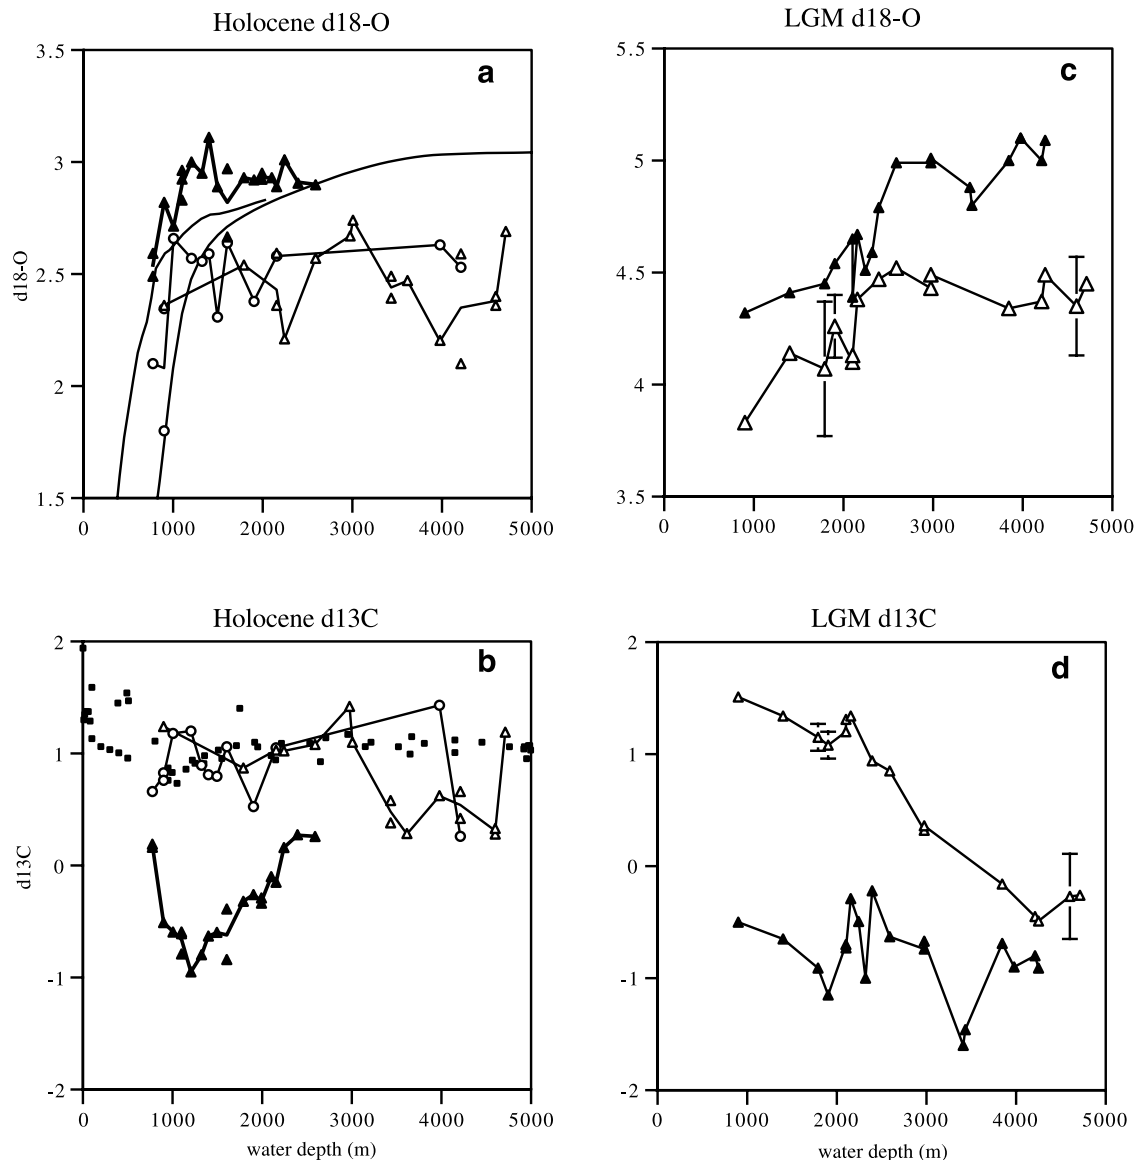 Holocene d18-O
a
3.5
3
2.5
2
1.5
d18-O
0 1000 2000 3000 4000 5000
LGM d18-O
c
5.5
5
4.5
4
3.5
0 1000 2000 3000 4000 5000
Holocene d13C
b
2
1
0
-1
-2
d13C
0 1000 2000 3000 4000 5000
water depth (m)
LGM d13C
d
2
1
0
-1
-2
0 1000 2000 3000 4000 5000
water depth (m)